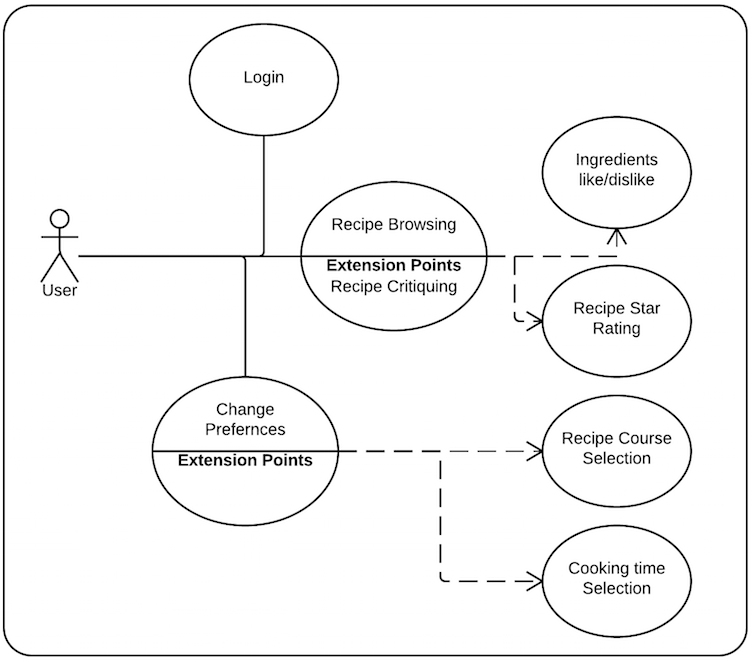 Login
Ingredients
like/dislike
Recipe Browsing
Extension Points
Recipe Critiquing
User
Recipe Star
Rating
Change
Prefernces
Extension Points
Recipe Course
Selection
Cooking time
Selection